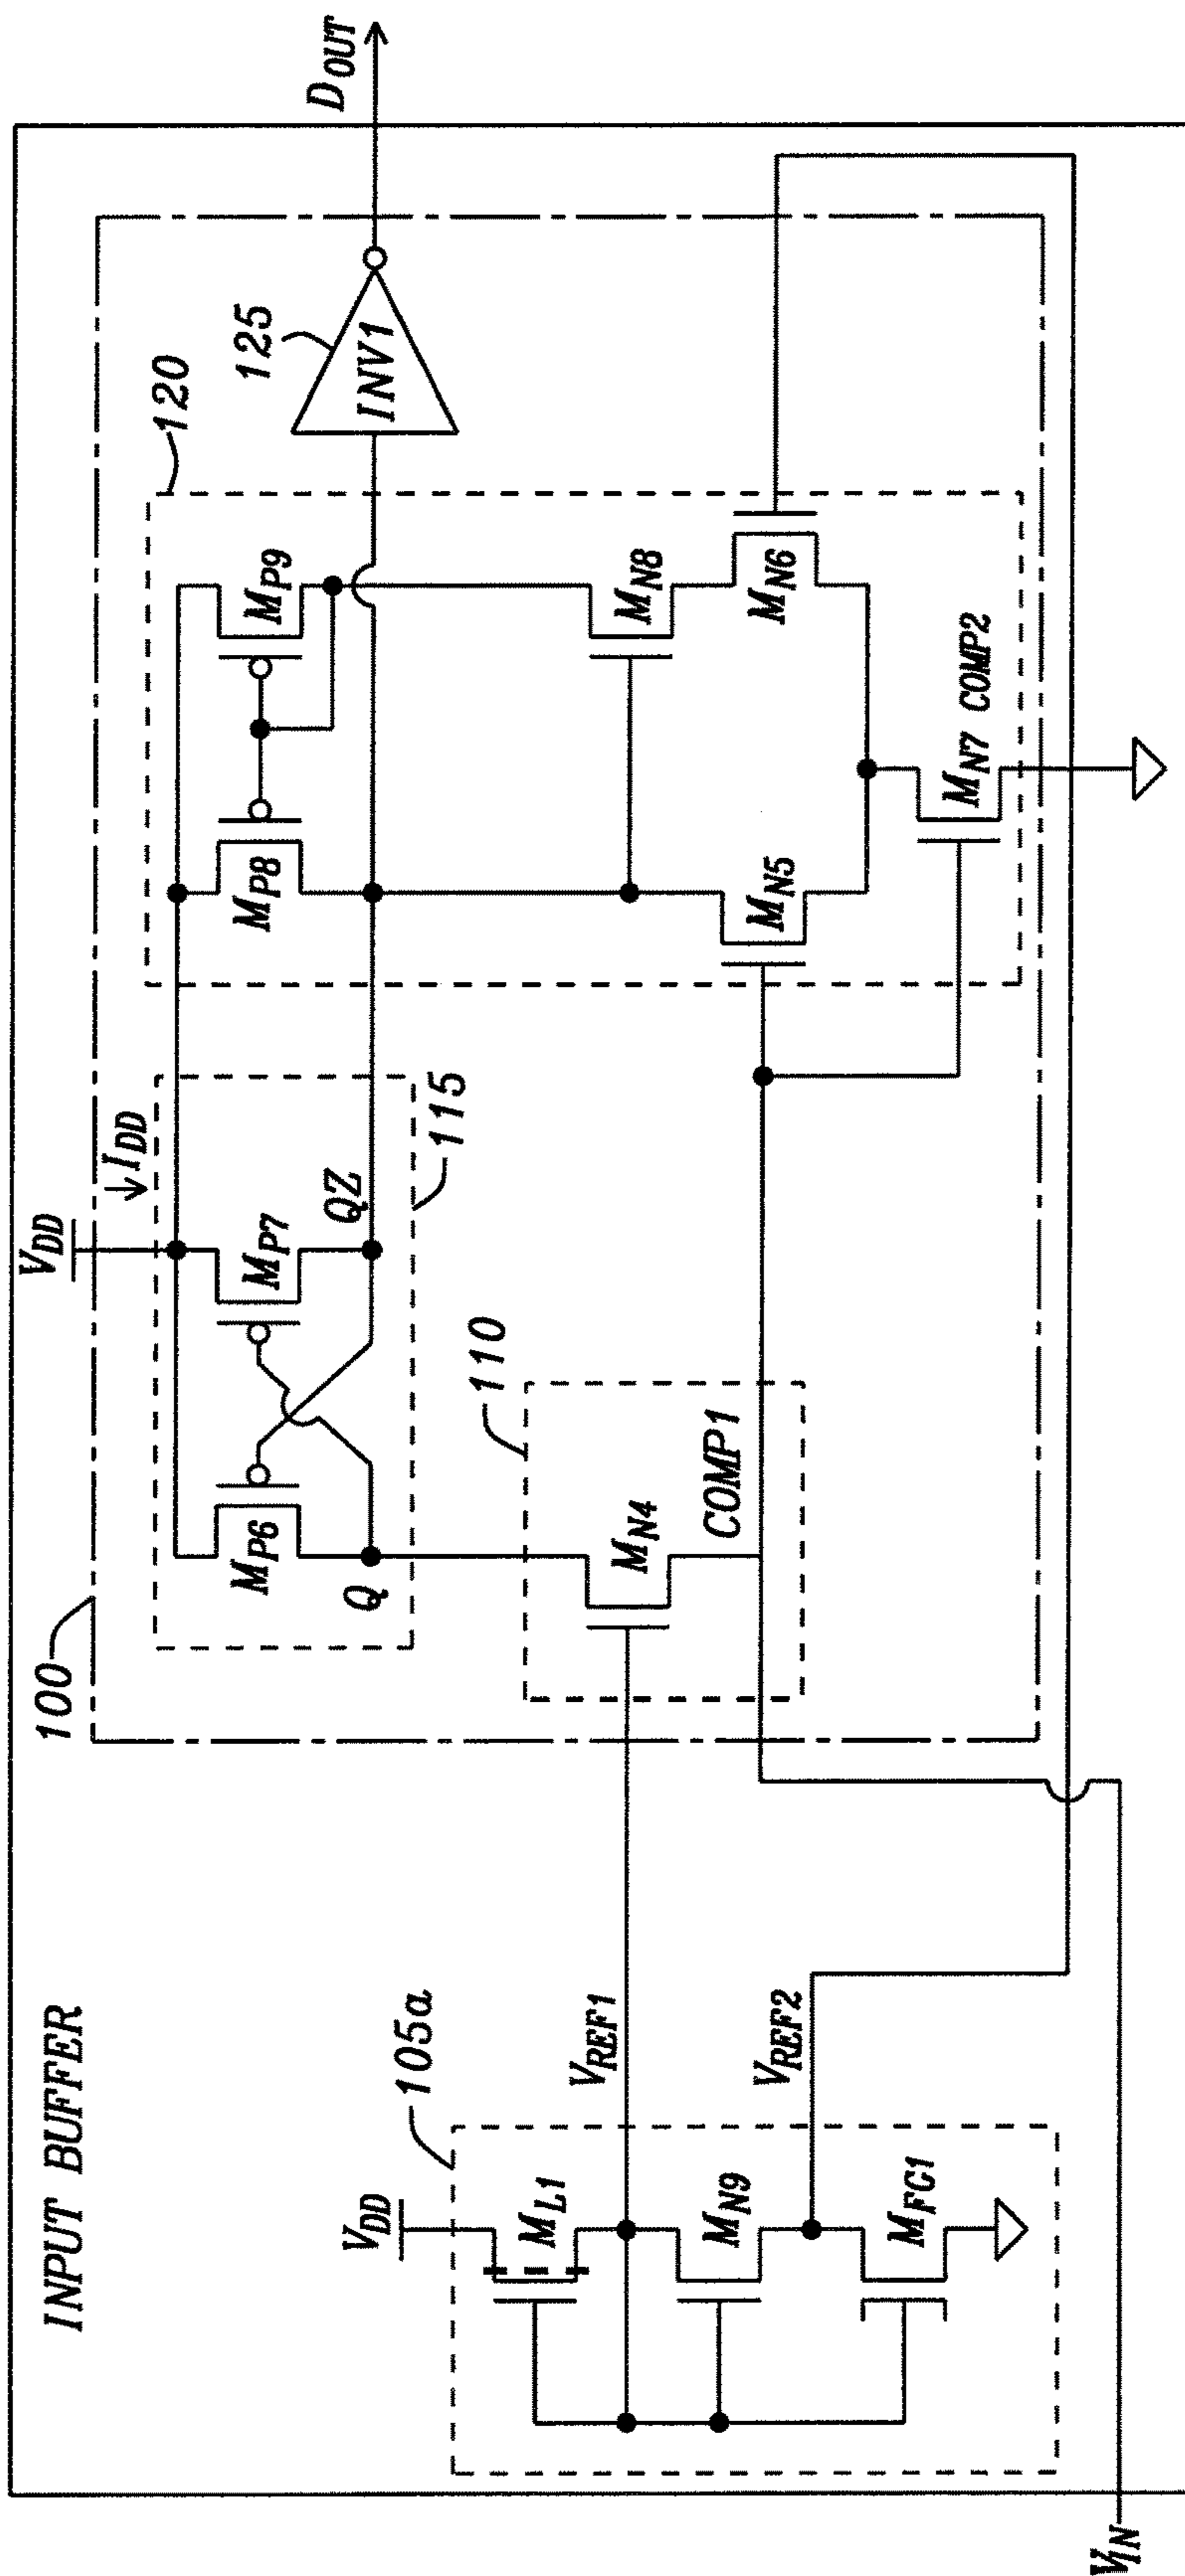 INPUT BUFFER
100
VDD
IDD
MP6
MP7
Q
QZ
115
MP8
MP9
120
125
INV1
DOUT
105a
VDD
ML1
VREF1
MN9
VREF2
MFG1
110
MN4
COMP1
MN5
MN8
MN6
MN7 COMP2
VIN